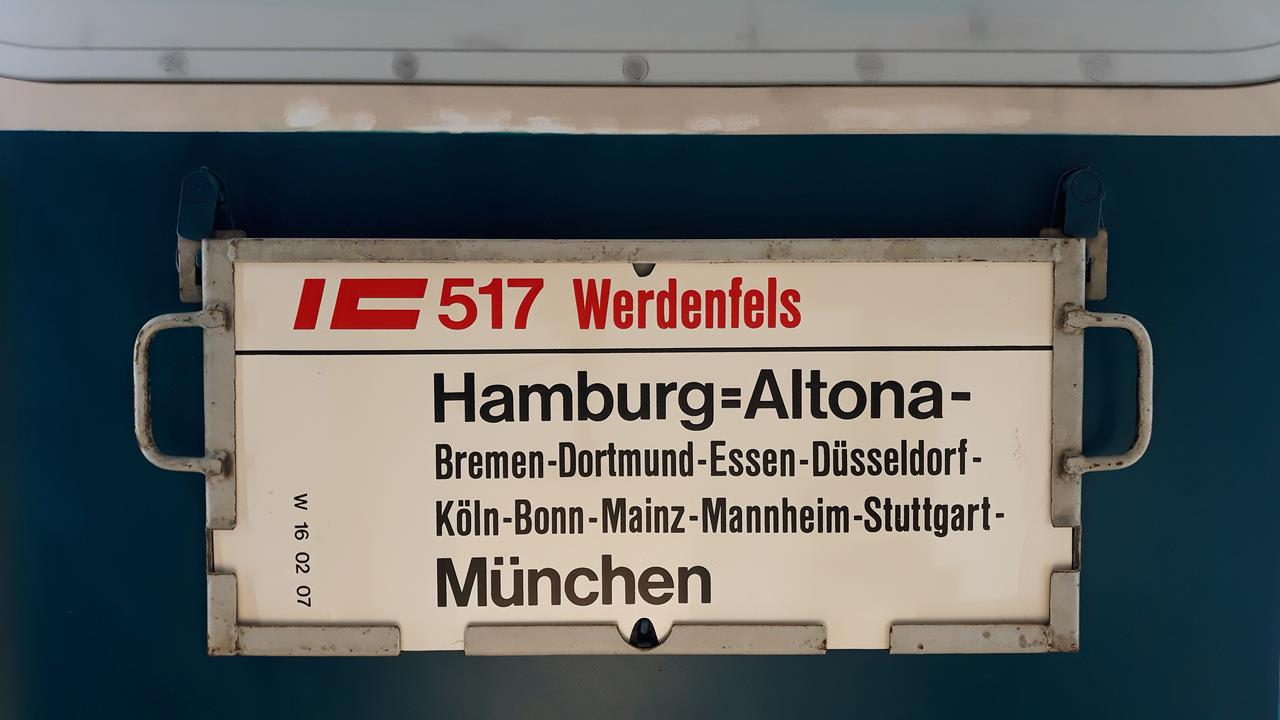 IC 517 Werdenfels
Hamburg=Altona-
Bremen-Dortmund-Essen-Düsseldorf-
Köln-Bonn-Mainz-Mannheim-Stuttgart-
München
W 16 02 07